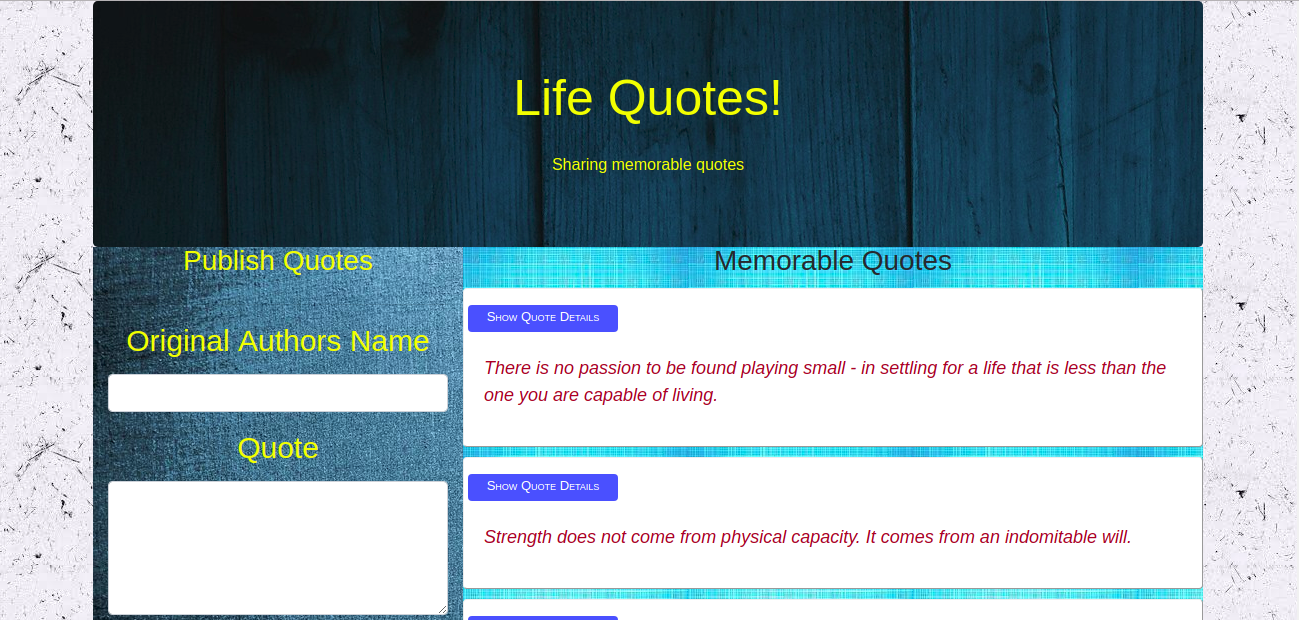 Life Quotes!
Sharing memorable quotes
Publish Quotes
Original Authors Name
Quote
Memorable Quotes
Show Quote Details
There is no passion to be found playing small - in settling for a life that is less than the
one you are capable of living.
Show Quote Details
Strength does not come from physical capacity. It comes from an indomitable will.